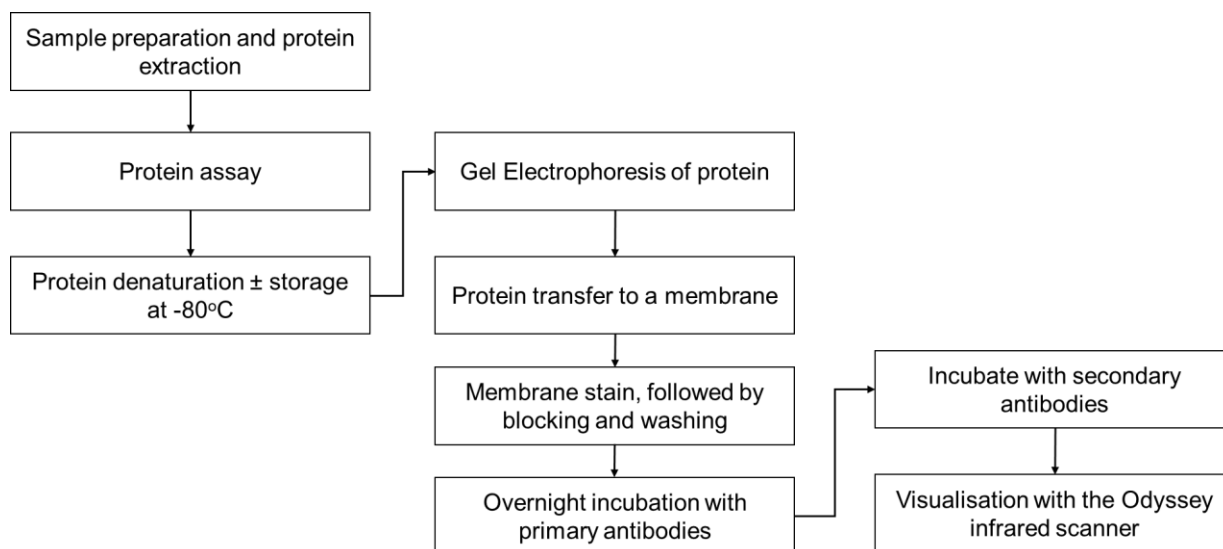 Sample preparation and protein
extraction
Protein assay
Protein denaturation ± storage
at -80°C
Gel Electrophoresis of protein
Protein transfer to a membrane
Membrane stain, followed by
blocking and washing
Overnight incubation with
primary antibodies
Incubate with secondary
antibodies
Visualisation with the Odyssey
infrared scanner